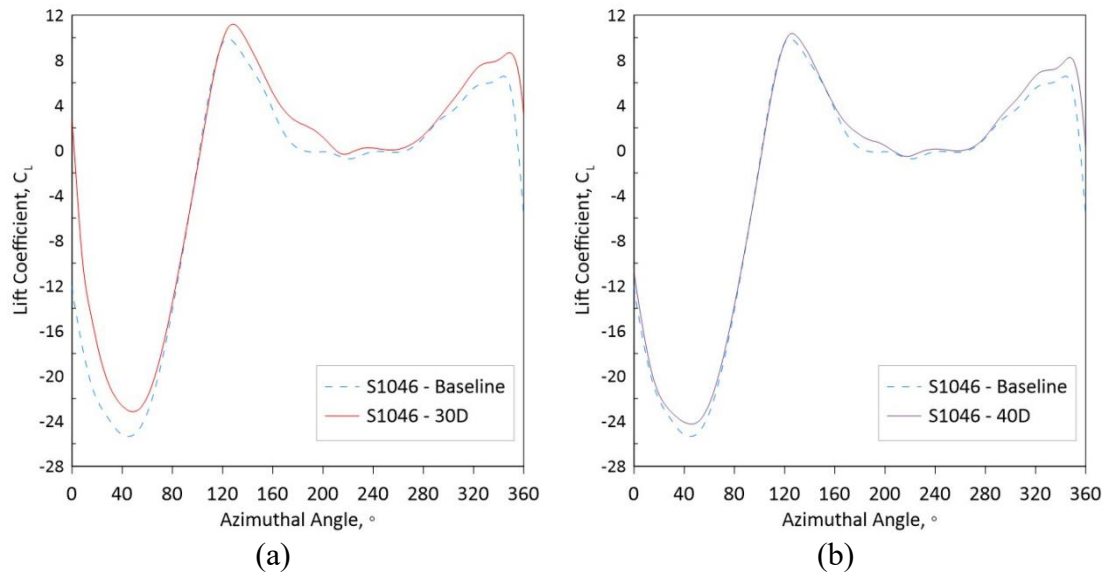 12
8
4
0
-4
-8
-12
-16
-20
-24
-28
Lift Coefficient, C_L
S1046 - Baseline
S1046 - 30D
0 40 80 120 160 200 240 280 320 360
Azimuthal Angle, °
(a)
12
8
4
0
-4
-8
-12
-16
-20
-24
-28
Lift Coefficient, C_L
S1046 - Baseline
S1046 - 40D
0 40 80 120 160 200 240 280 320 360
Azimuthal Angle, °
(b)